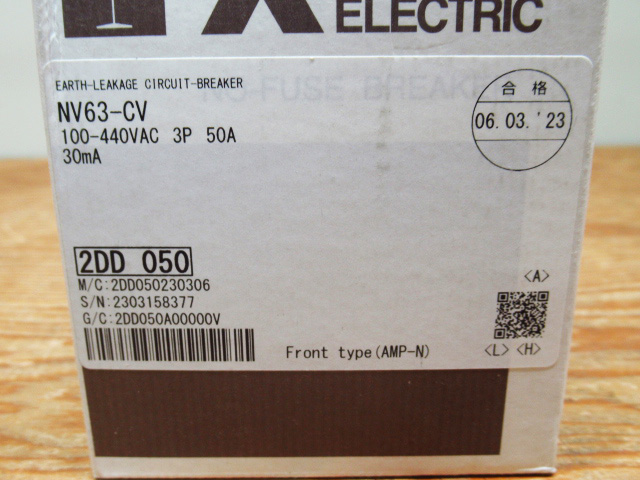 ELECTRIC
EARTH-LEAKAGE CIRCUIT-BREAKER
NO-FUSE BREAKER
NV63-CV
100-440VAC 3P 50A
30mA
合格
06.03.'23
2DD 050
M/C:2DD050230306
S/N:2303158377
G/C:2DD050A00000V
Front type(AMP-N)
<A>
<L> <H>